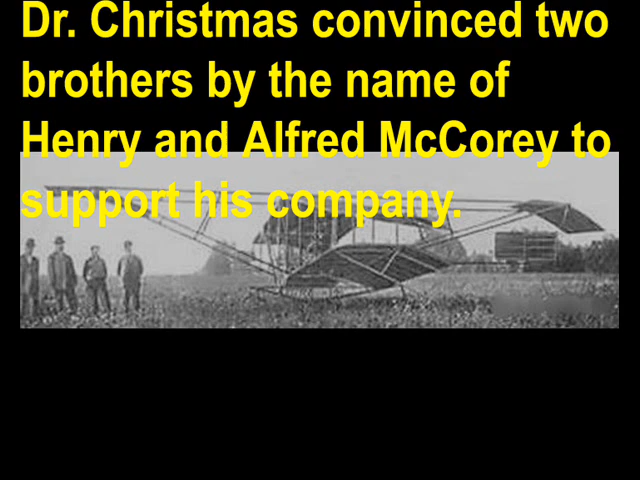 Dr. Christmas convinced two
brothers by the name of
Henry and Alfred McCorey to
support his company.